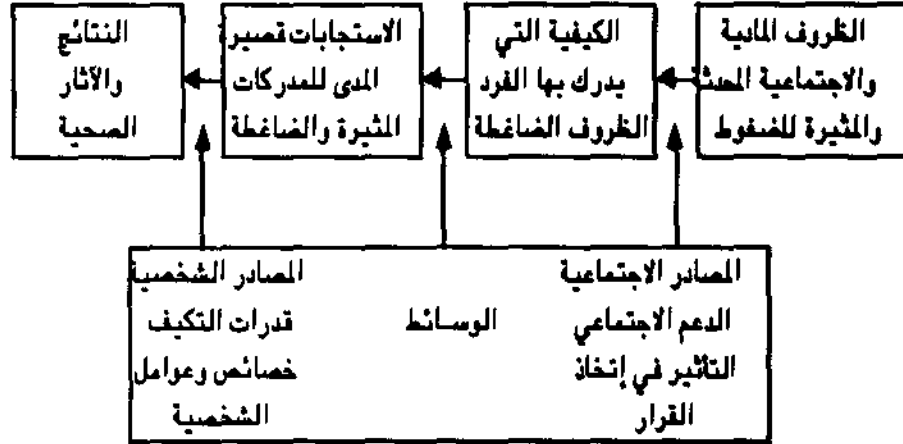 الظروف المادية
والاجتماعية المحدثة
والمثيرة للضغوط
الكيفية التي
يدرك بها الفرد
الظروف الضاغطة
الاستجابات قصيرة
المدى للمدركات
المثيرة والضاغطة
النتائج
والآثار
الصحية
المصادر الاجتماعية
الدعم الاجتماعي
التأثير في إتخاذ
القرار
الوسائط
المصادر الشخصية
قدرات التكيف
خصائص وعوامل
الشخصية